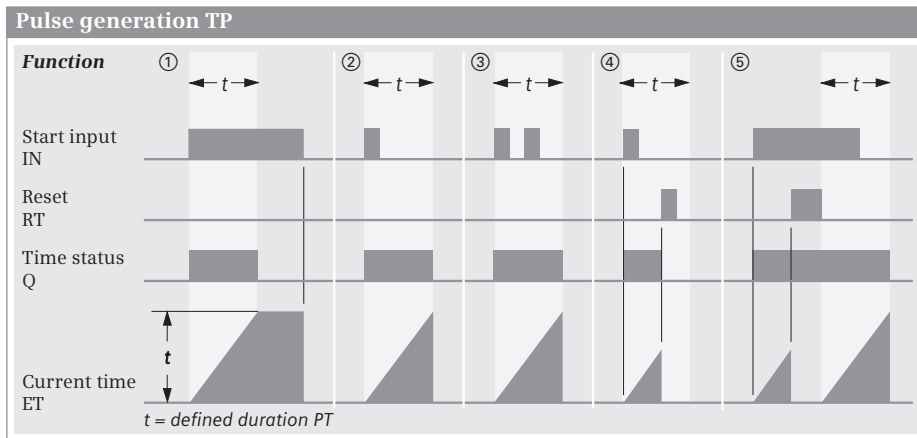 Pulse generation TP
Function
① ② ③ ④ ⑤
t t t t t
Start input
IN
Reset
RT
Time status
Q
t
Current time
ET
t = defined duration PT